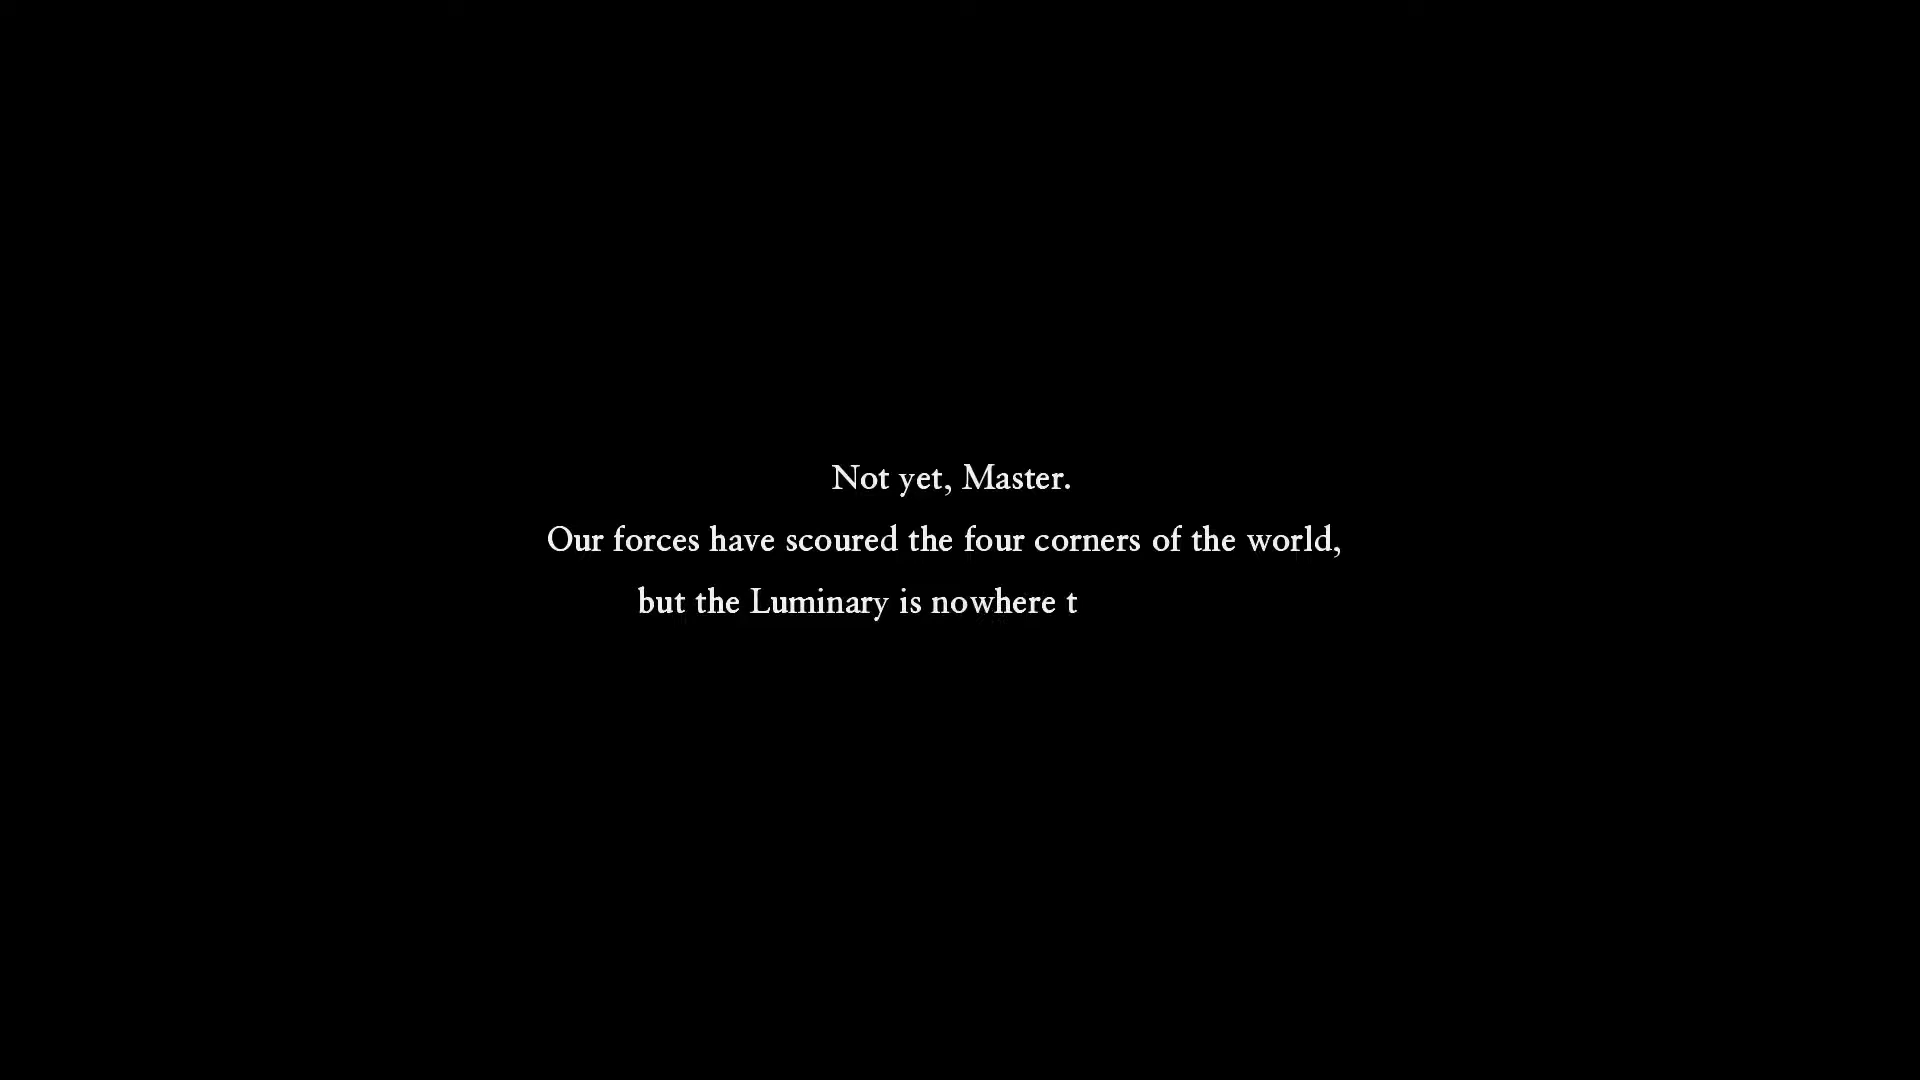 Not yet, Master.
Our forces have scoured the four corners of the world,
but the Luminary is nowhere t